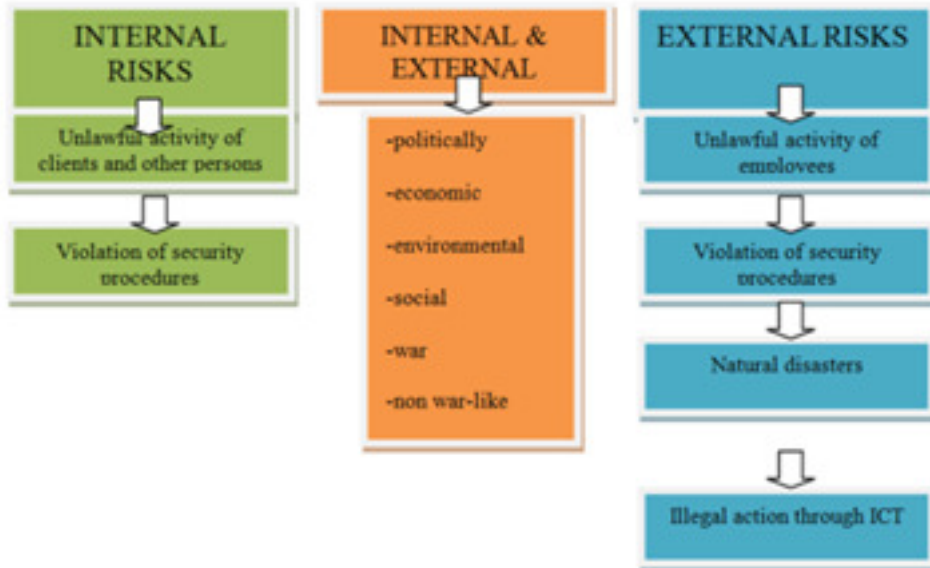 INTERNAL
RISKS
Unlawful activity of
clients and other persons
Violation of security
procedures
INTERNAL &
EXTERNAL
-politically
-economic
-environmental
-social
-war
-non war-like
EXTERNAL RISKS
Unlawful activity of
employees
Violation of security
procedures
Natural disasters
Illegal action through ICT